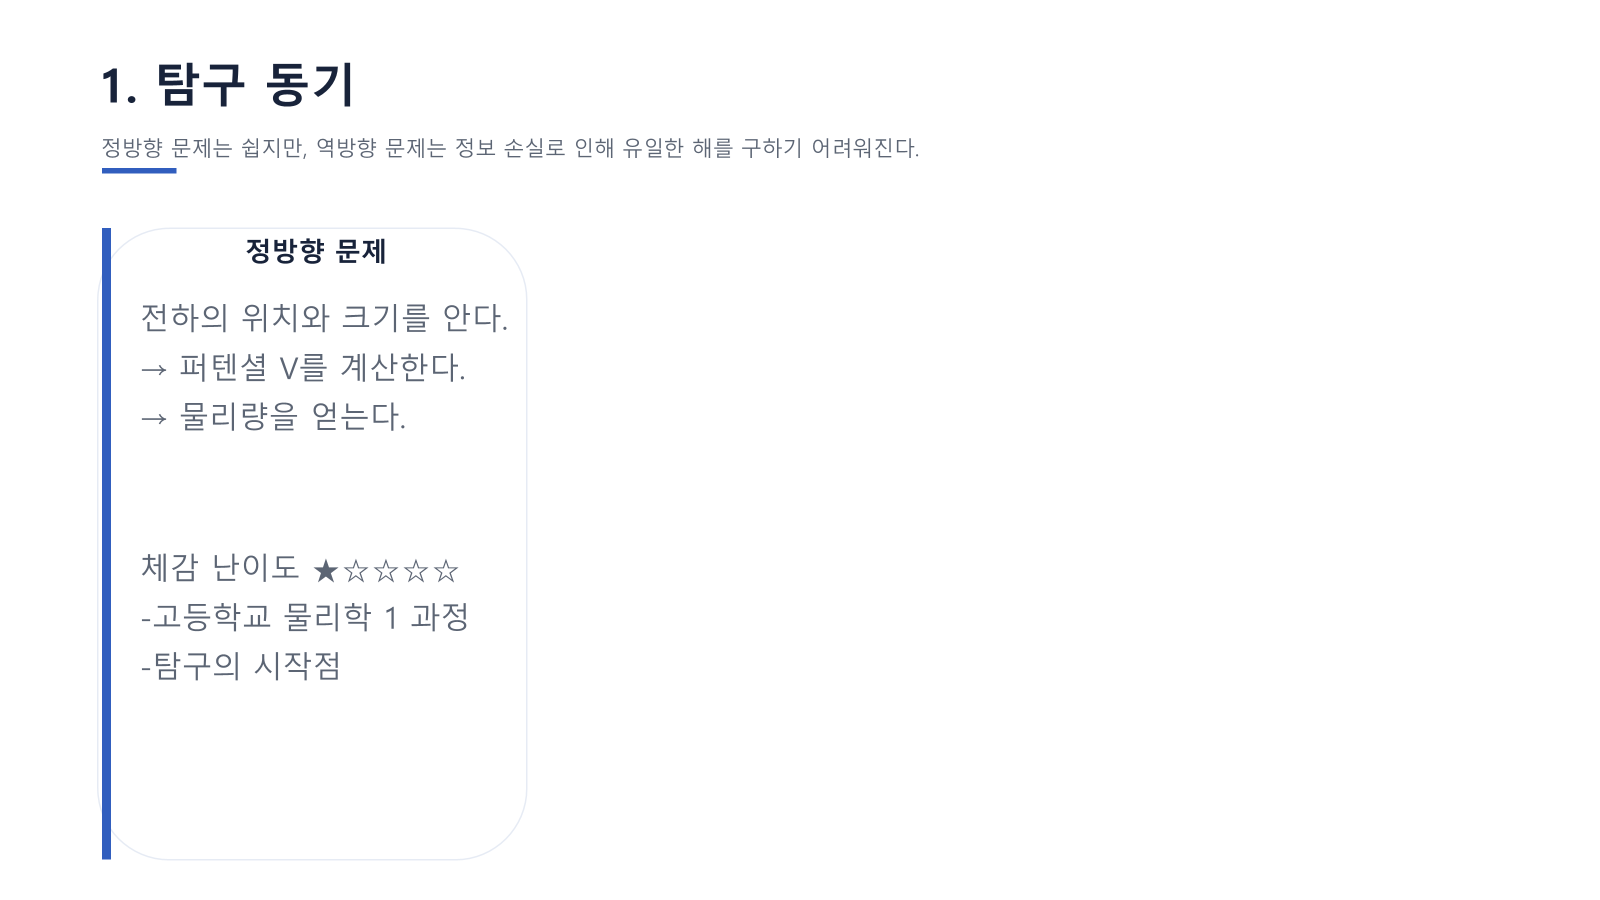 1. 탐구 동기
정방향 문제는 쉽지만, 역방향 문제는 정보 손실로 인해 유일한 해를 구하기 어려워진다.
정방향 문제
전하의 위치와 크기를 안다.
→ 퍼텐셜 V를 계산한다.
→ 물리량을 얻는다.
체감 난이도 ★☆☆☆☆
-고등학교 물리학 1 과정
-탐구의 시작점